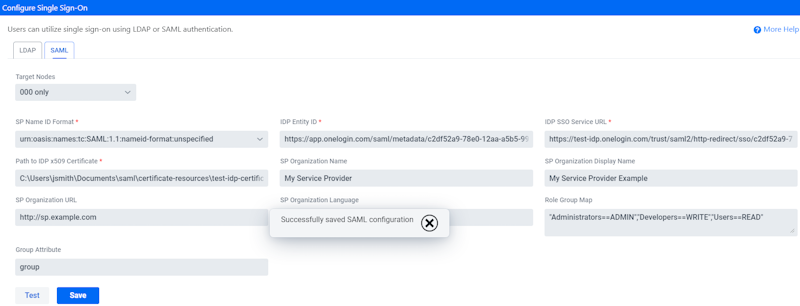 Configure Single Sign-On
Users can utilize single sign-on using LDAP or SAML authentication.
More Help
LDAP
SAML
Target Nodes
000 only
SP Name ID Format *
IDP Entity ID *
IDP SSO Service URL *
urn:oasis:names:tc:SAML:1.1:nameid-format:unspecified
https://app.onelogin.com/saml/metadata/c2df52a9-78e0-12aa-a5b5-99
https://test-idp.onelogin.com/trust/saml2/http-redirect/sso/c2df52a9-7
Path to IDP x509 Certificate *
SP Organization Name
SP Organization Display Name
C:\Users\jsmith\Documents\saml\certificate-resources\test-idp-certific
My Service Provider
My Service Provider Example
SP Organization URL
SP Organization Language
Role Group Map
http://sp.example.com
Successfully saved SAML configuration
"Administrators==ADMIN","Developers==WRITE","Users==READ"
Group Attribute
group
Test
Save